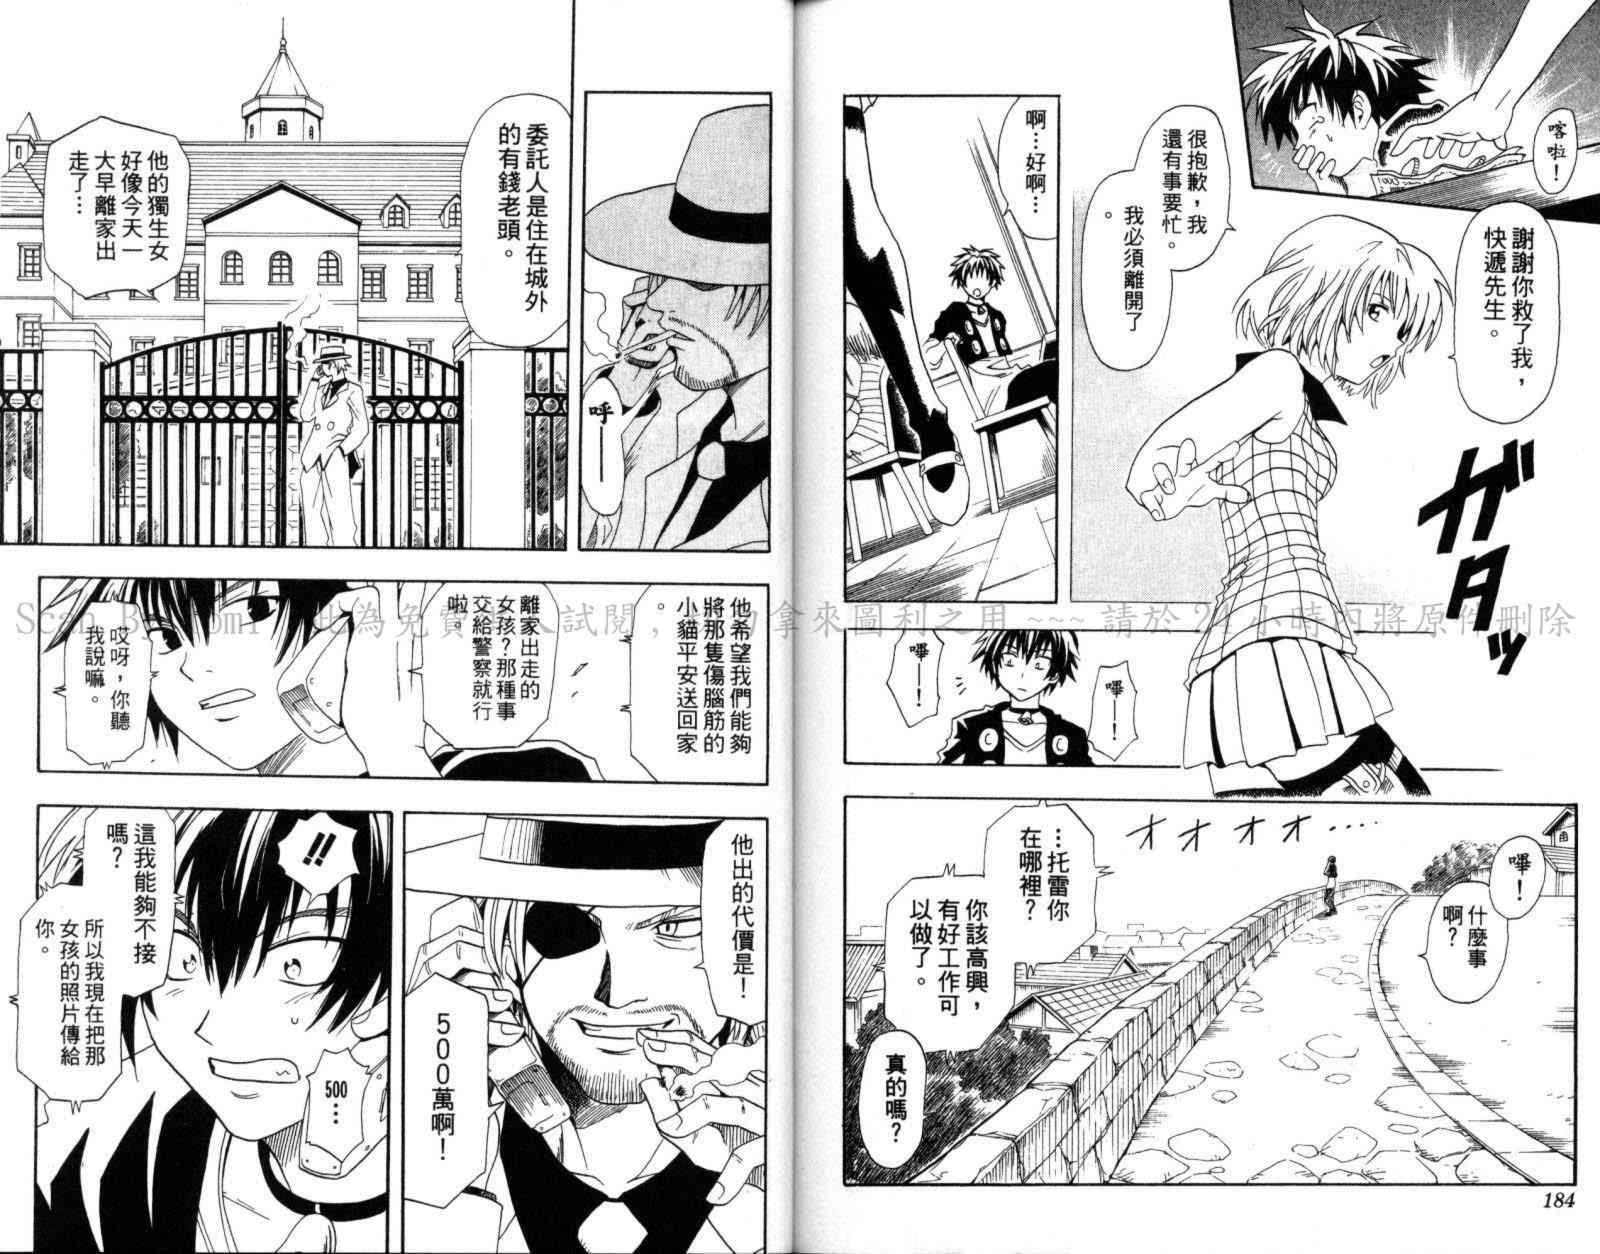 喀啦！
謝謝你救了我，
快遞先生。
ガタッ
很抱歉，我
還有事要忙。
我必須離開了
。
啊…好啊…
嗶──！
嗶──！
嗶！
什麼事
啊？
オオオオ‥‥
…托雷你
在哪裡？
你該高興，
有好工作可
以做了。
真的嗎？
184
呼──
委託人是住在城外
的有錢老頭。
他的獨生女
好像今天一
大早離家出
走了…
他希望我們能夠
將那隻傷腦筋的
小貓平安送回家
。
離家出走的
女孩？那種事
交給警察就行
啦。
哎呀，你聽
我說嘛。
他出的代價是！
500萬啊！
!!
500…
這我能夠不接
嗎？
所以我現在把那
女孩的照片傳給
你。
此為免費
試閱，
拿來圖利之用 ~~~ 請於 24 小時內將原件刪除